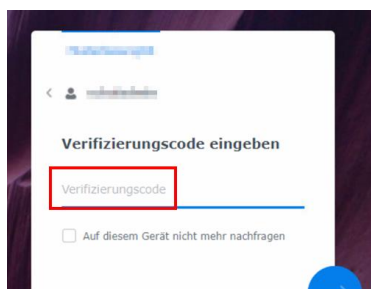 Verifizierungscode eingeben
Verifizierungscode
Auf diesem Gerät nicht mehr nachfragen